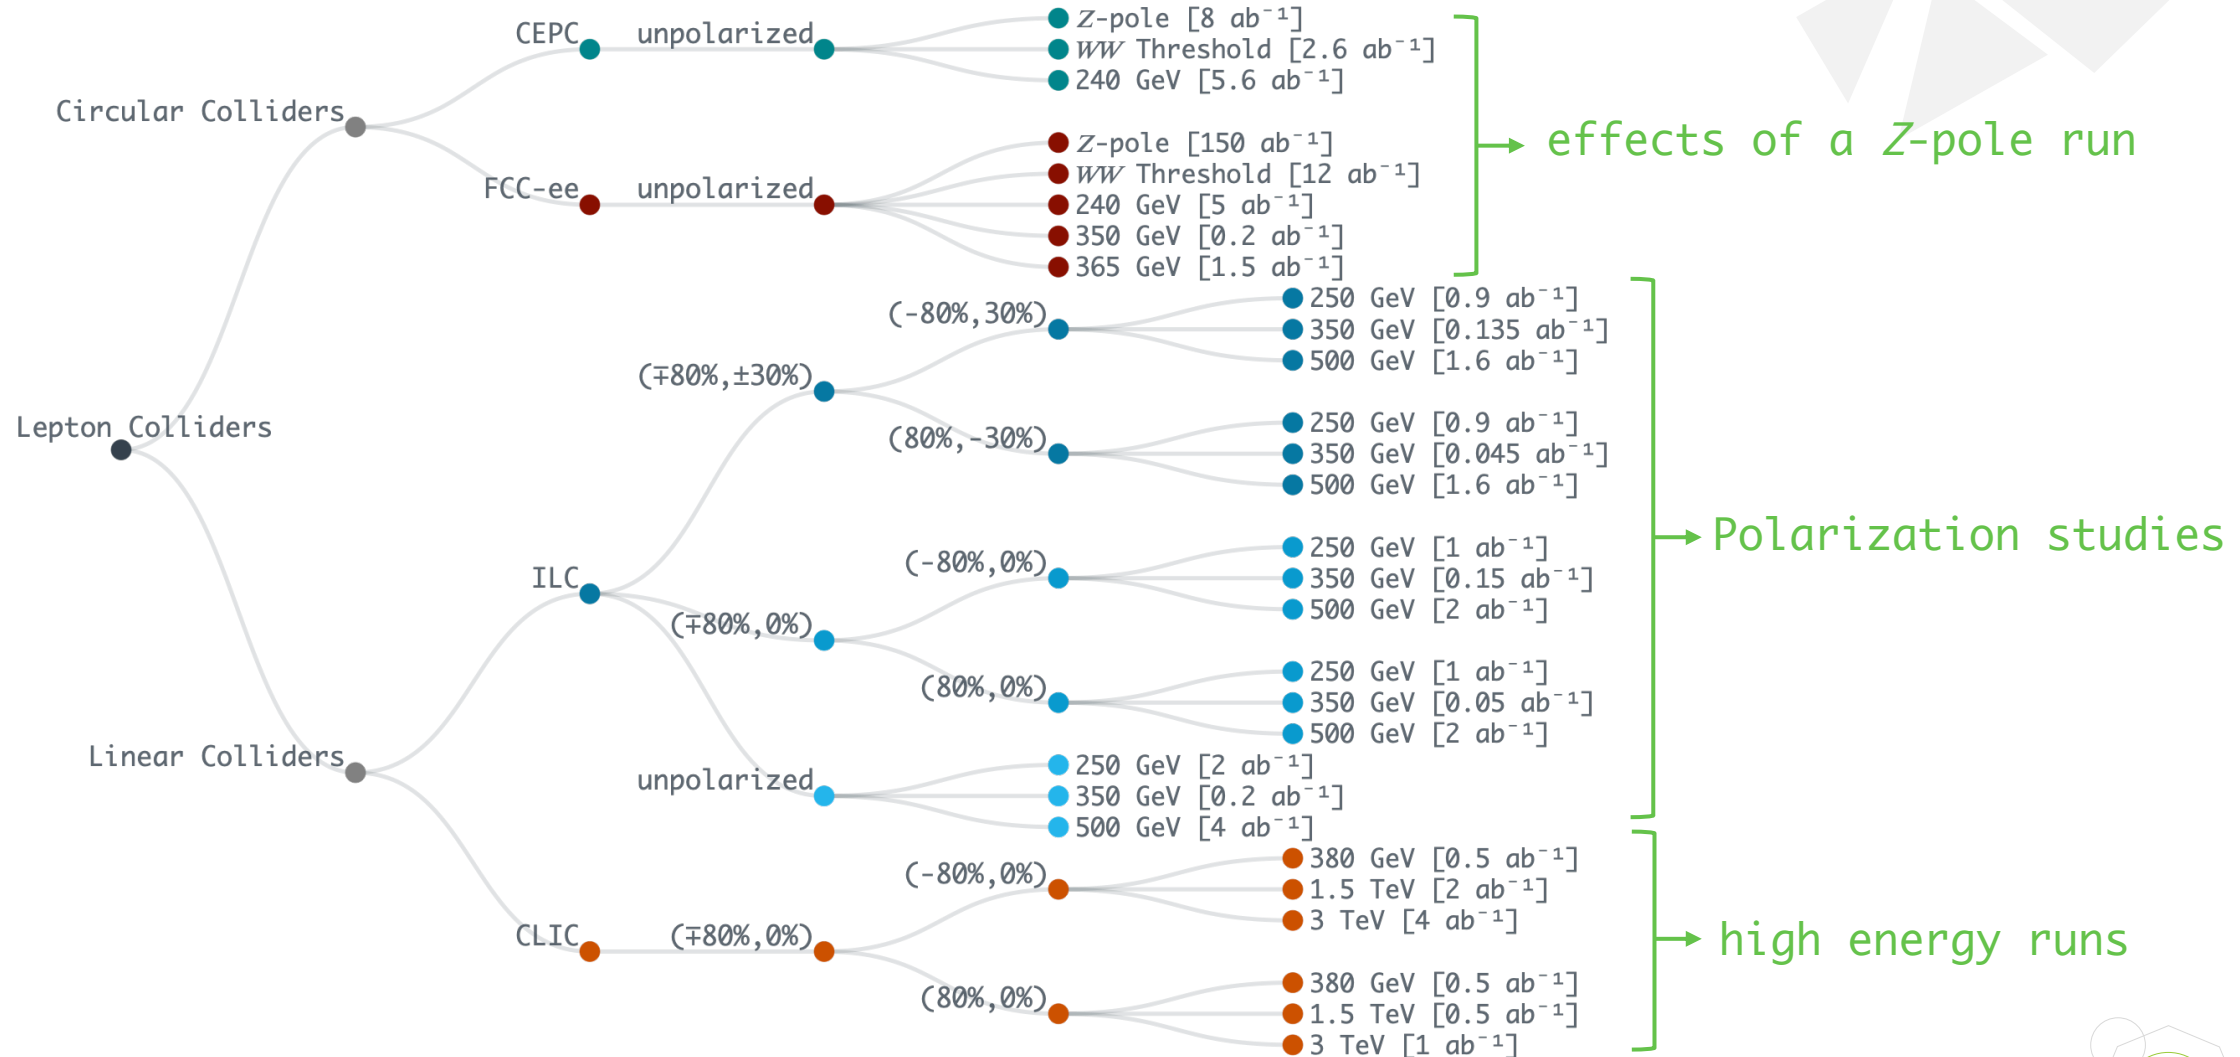 Lepton Colliders
Circular Colliders
CEPC
unpolarized
Z-pole [8 ab⁻¹]
WW Threshold [2.6 ab⁻¹]
240 GeV [5.6 ab⁻¹]
FCC-ee
unpolarized
Z-pole [150 ab⁻¹]
WW Threshold [12 ab⁻¹]
240 GeV [5 ab⁻¹]
350 GeV [0.2 ab⁻¹]
365 GeV [1.5 ab⁻¹]
effects of a Z-pole run
Linear Colliders
ILC
(∓80%,±30%)
(-80%,30%)
250 GeV [0.9 ab⁻¹]
350 GeV [0.135 ab⁻¹]
500 GeV [1.6 ab⁻¹]
(80%,-30%)
250 GeV [0.9 ab⁻¹]
350 GeV [0.045 ab⁻¹]
500 GeV [1.6 ab⁻¹]
(∓80%,0%)
(-80%,0%)
250 GeV [1 ab⁻¹]
350 GeV [0.15 ab⁻¹]
500 GeV [2 ab⁻¹]
(80%,0%)
250 GeV [1 ab⁻¹]
350 GeV [0.05 ab⁻¹]
500 GeV [2 ab⁻¹]
unpolarized
250 GeV [2 ab⁻¹]
350 GeV [0.2 ab⁻¹]
500 GeV [4 ab⁻¹]
Polarization studies
CLIC
(∓80%,0%)
(-80%,0%)
380 GeV [0.5 ab⁻¹]
1.5 TeV [2 ab⁻¹]
3 TeV [4 ab⁻¹]
(80%,0%)
380 GeV [0.5 ab⁻¹]
1.5 TeV [0.5 ab⁻¹]
3 TeV [1 ab⁻¹]
high energy runs